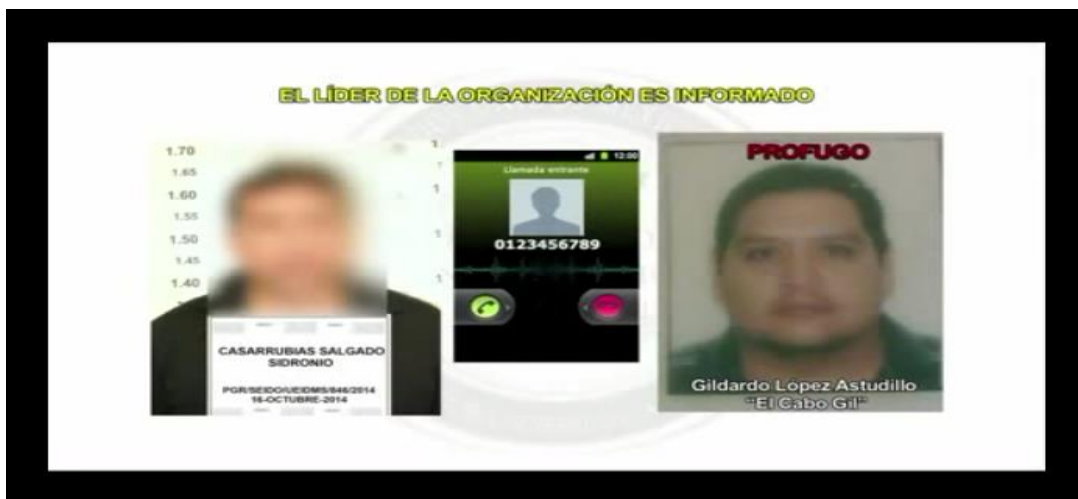 EL LÍDER DE LA ORGANIZACIÓN ES INFORMADO
1.70
1.65
1.60
1.55
1.50
1.45
1.40
CASARRUBIAS SALGADO
SIDRONIO
PGR/SEIDO/UEIDMS/846/2014
16-OCTUBRE-2014
12:00
Llamada entrante
0123456789
PROFUGO
Gildardo López Astudillo
"El Cabo Gil"